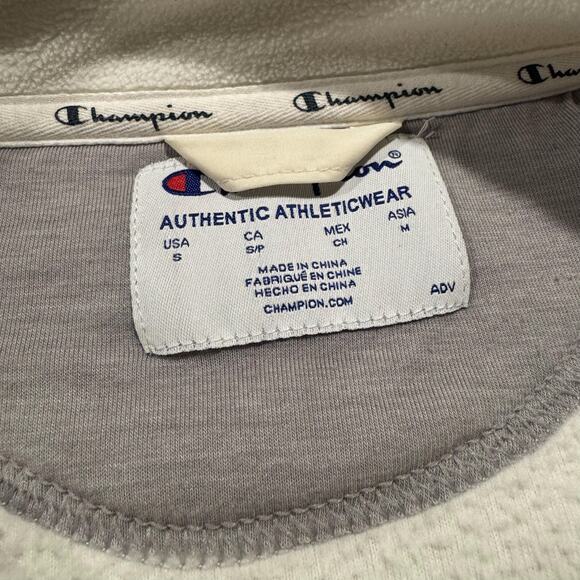 Champion
Champion
Champion
Champion®
AUTHENTIC ATHLETICWEAR
USA CA MEX ASIA
S S/P CH M
MADE IN CHINA
FABRIQUÉ EN CHINE
HECHO EN CHINA
CHAMPION.COM
ADV